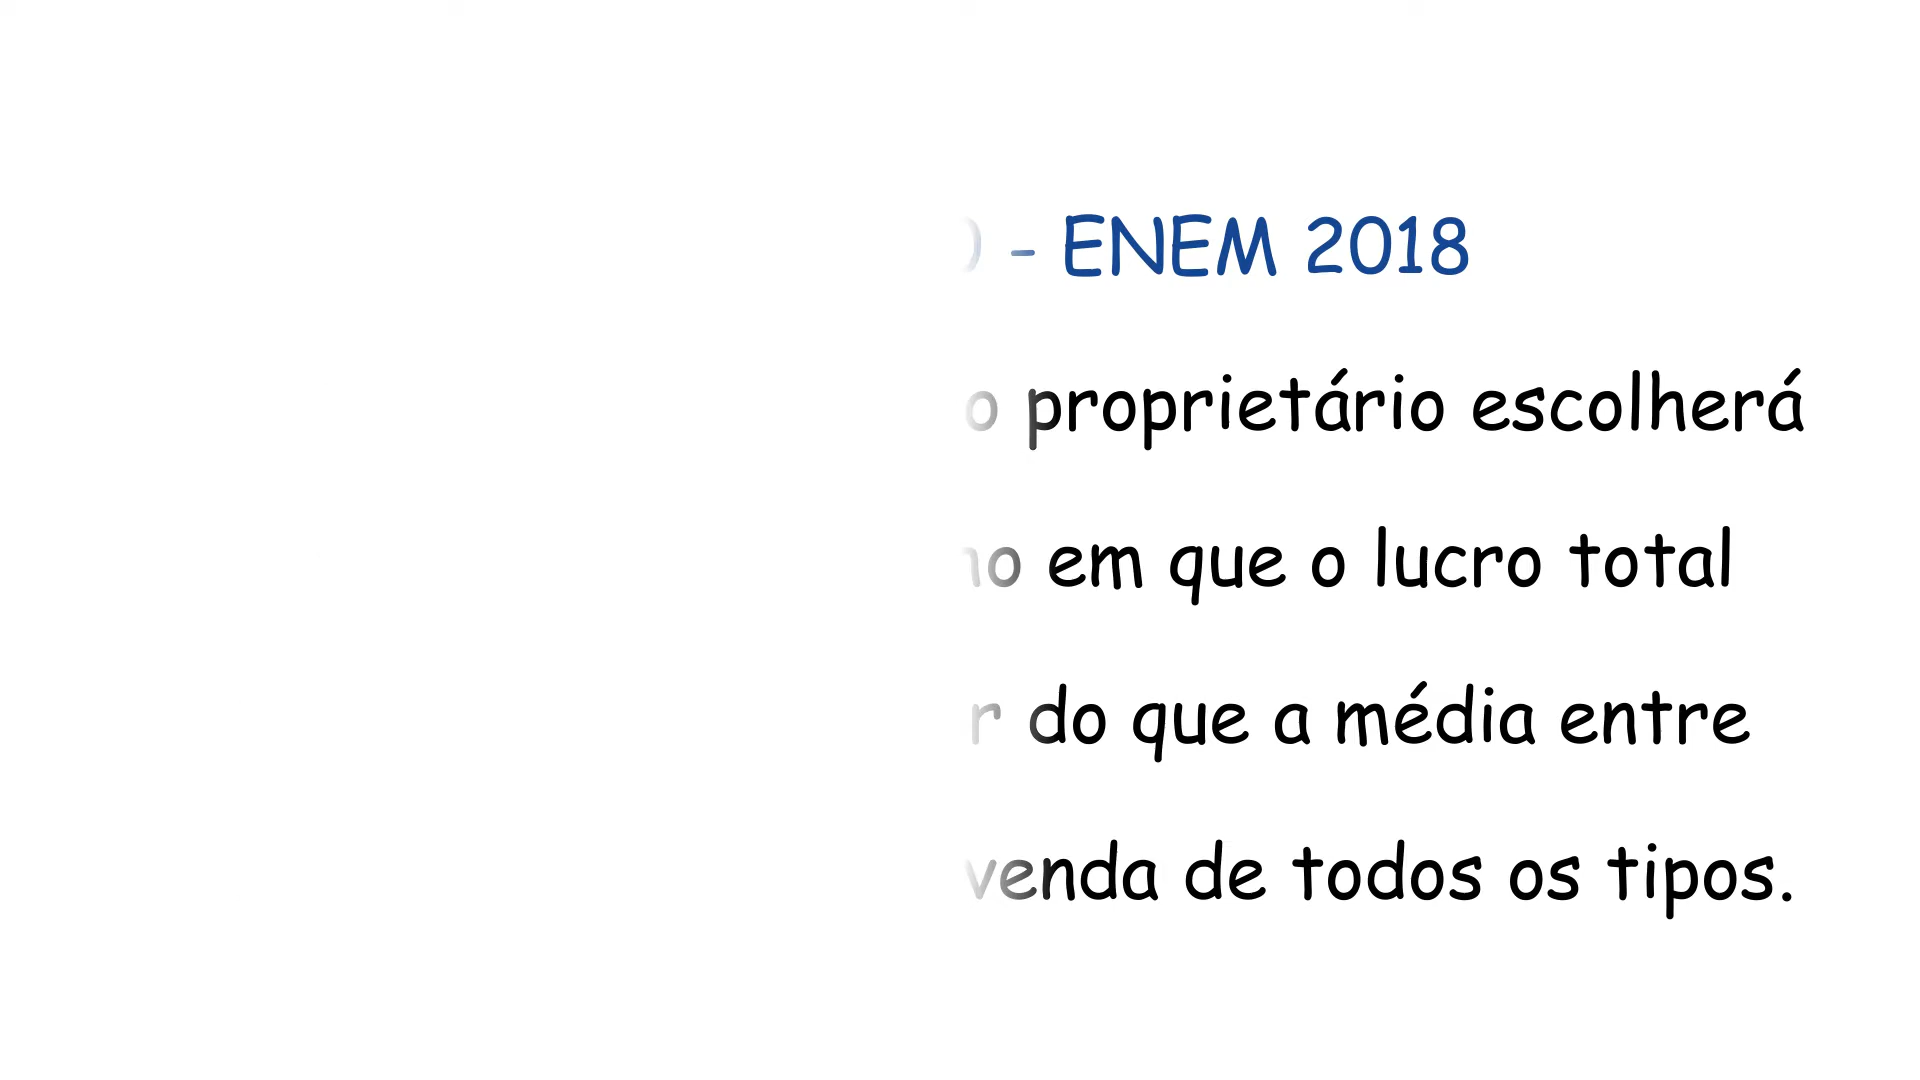 - ENEM 2018
o proprietário escolherá
em que o lucro total
do que a média entre
venda de todos os tipos.